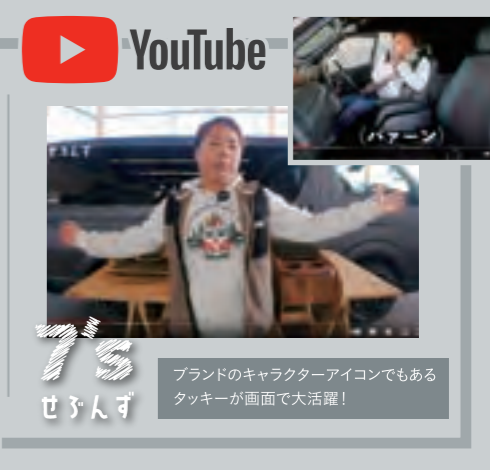 YouTube
(バァーン)
7's
せぶんず
ブランドのキャラクターアイコンでもある
タッキーが画面で大活躍！